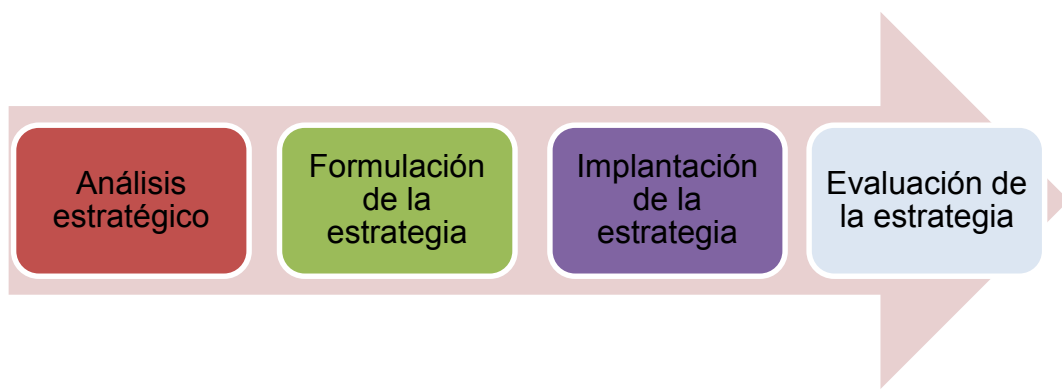 Análisis
estratégico
Formulación
de la
estrategia
Implantación
de la
estrategia
Evaluación de
la estrategia